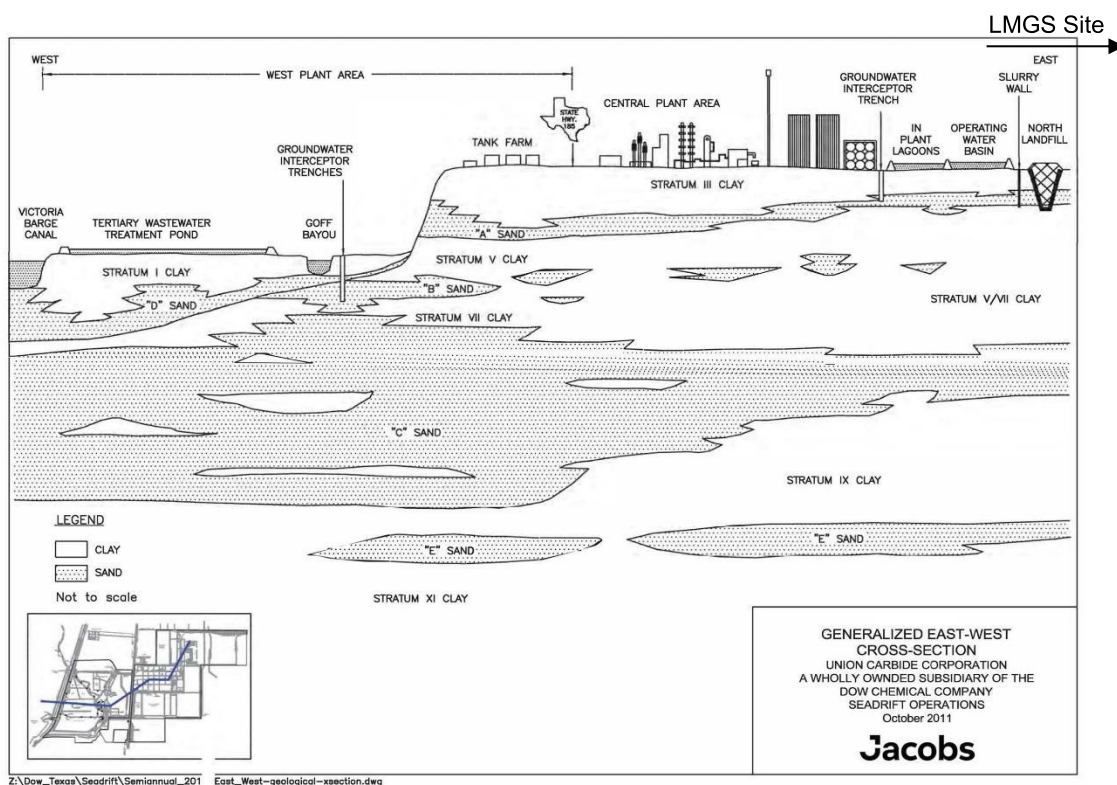 LMGS Site
WEST
EAST
WEST PLANT AREA
STATE
HWY.
185
CENTRAL PLANT AREA
GROUNDWATER
INTERCEPTOR
TRENCH
SLURRY
WALL
IN
PLANT
LAGOONS
OPERATING
WATER
BASIN
NORTH
LANDFILL
TANK FARM
GROUNDWATER
INTERCEPTOR
TRENCHES
STRATUM III CLAY
VICTORIA
BARGE
CANAL
TERTIARY WASTEWATER
TREATMENT POND
GOFF
BAYOU
"A" SAND
STRATUM V CLAY
STRATUM I CLAY
"B" SAND
"D" SAND
STRATUM V/VII CLAY
STRATUM VII CLAY
"C" SAND
STRATUM IX CLAY
LEGEND
CLAY
SAND
Not to scale
"E" SAND
"E" SAND
STRATUM XI CLAY
GENERALIZED EAST-WEST
CROSS-SECTION
UNION CARBIDE CORPORATION
A WHOLLY OWNDED SUBSIDIARY OF THE
DOW CHEMICAL COMPANY
SEADRIFT OPERATIONS
October 2011
Jacobs
Z:\Dow_Texas\Seadrift\Semiannual_201 East_West-geological-xsection.dwg